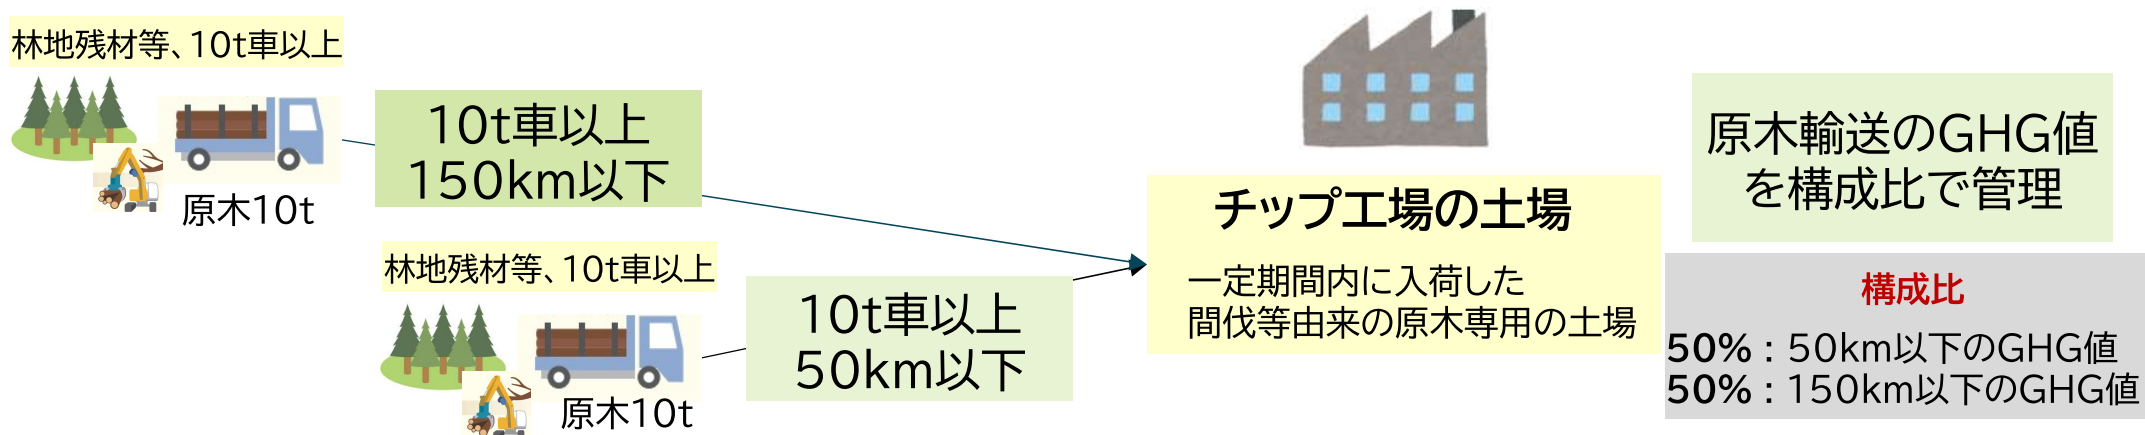 林地残材等、10t車以上
原木10t
10t車以上
150km以下
林地残材等、10t車以上
原木10t
10t車以上
50km以下
チップ工場の土場
一定期間内に入荷した
間伐等由来の原木専用の土場
原木輸送のGHG値
を構成比で管理
構成比
50%：50km以下のGHG値
50%：150km以下のGHG値